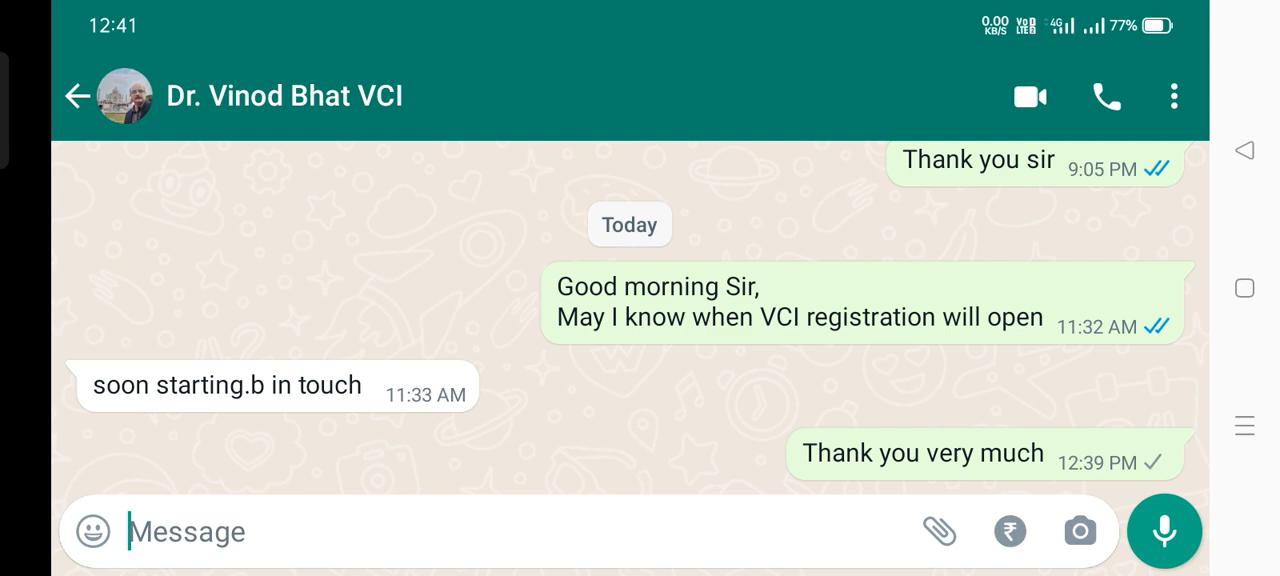 12:41
0.00 KB/S VoD LTE2 4G 77%
Dr. Vinod Bhat VCI
Thank you sir 9:05 PM
Today
Good morning Sir,
May I know when VCI registration will open 11:32 AM
soon starting.b in touch 11:33 AM
Thank you very much 12:39 PM
Message